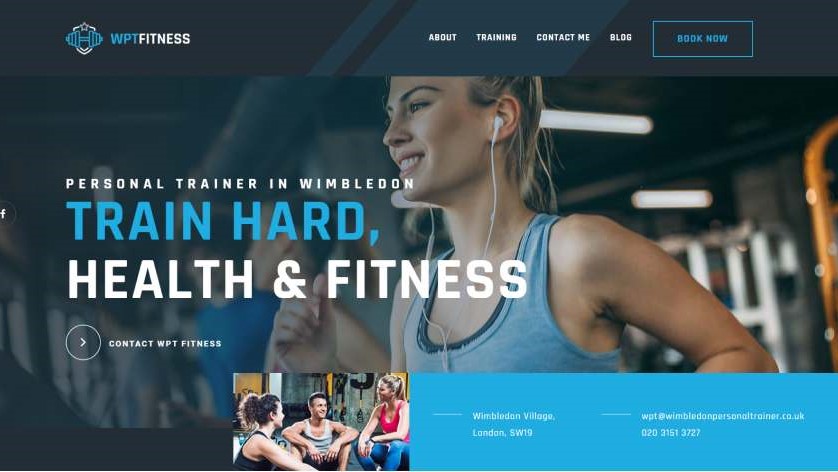 WPTFITNESS
ABOUT TRAINING CONTACT ME BLOG BOOK NOW
PERSONAL TRAINER IN WIMBLEDON
TRAIN HARD,
f
HEALTH & FITNESS
CONTACT WPT FITNESS
Wimbledon Village,
London, SW19
wpt@wimbledonpersonaltrainer.co.uk
020 3151 3727